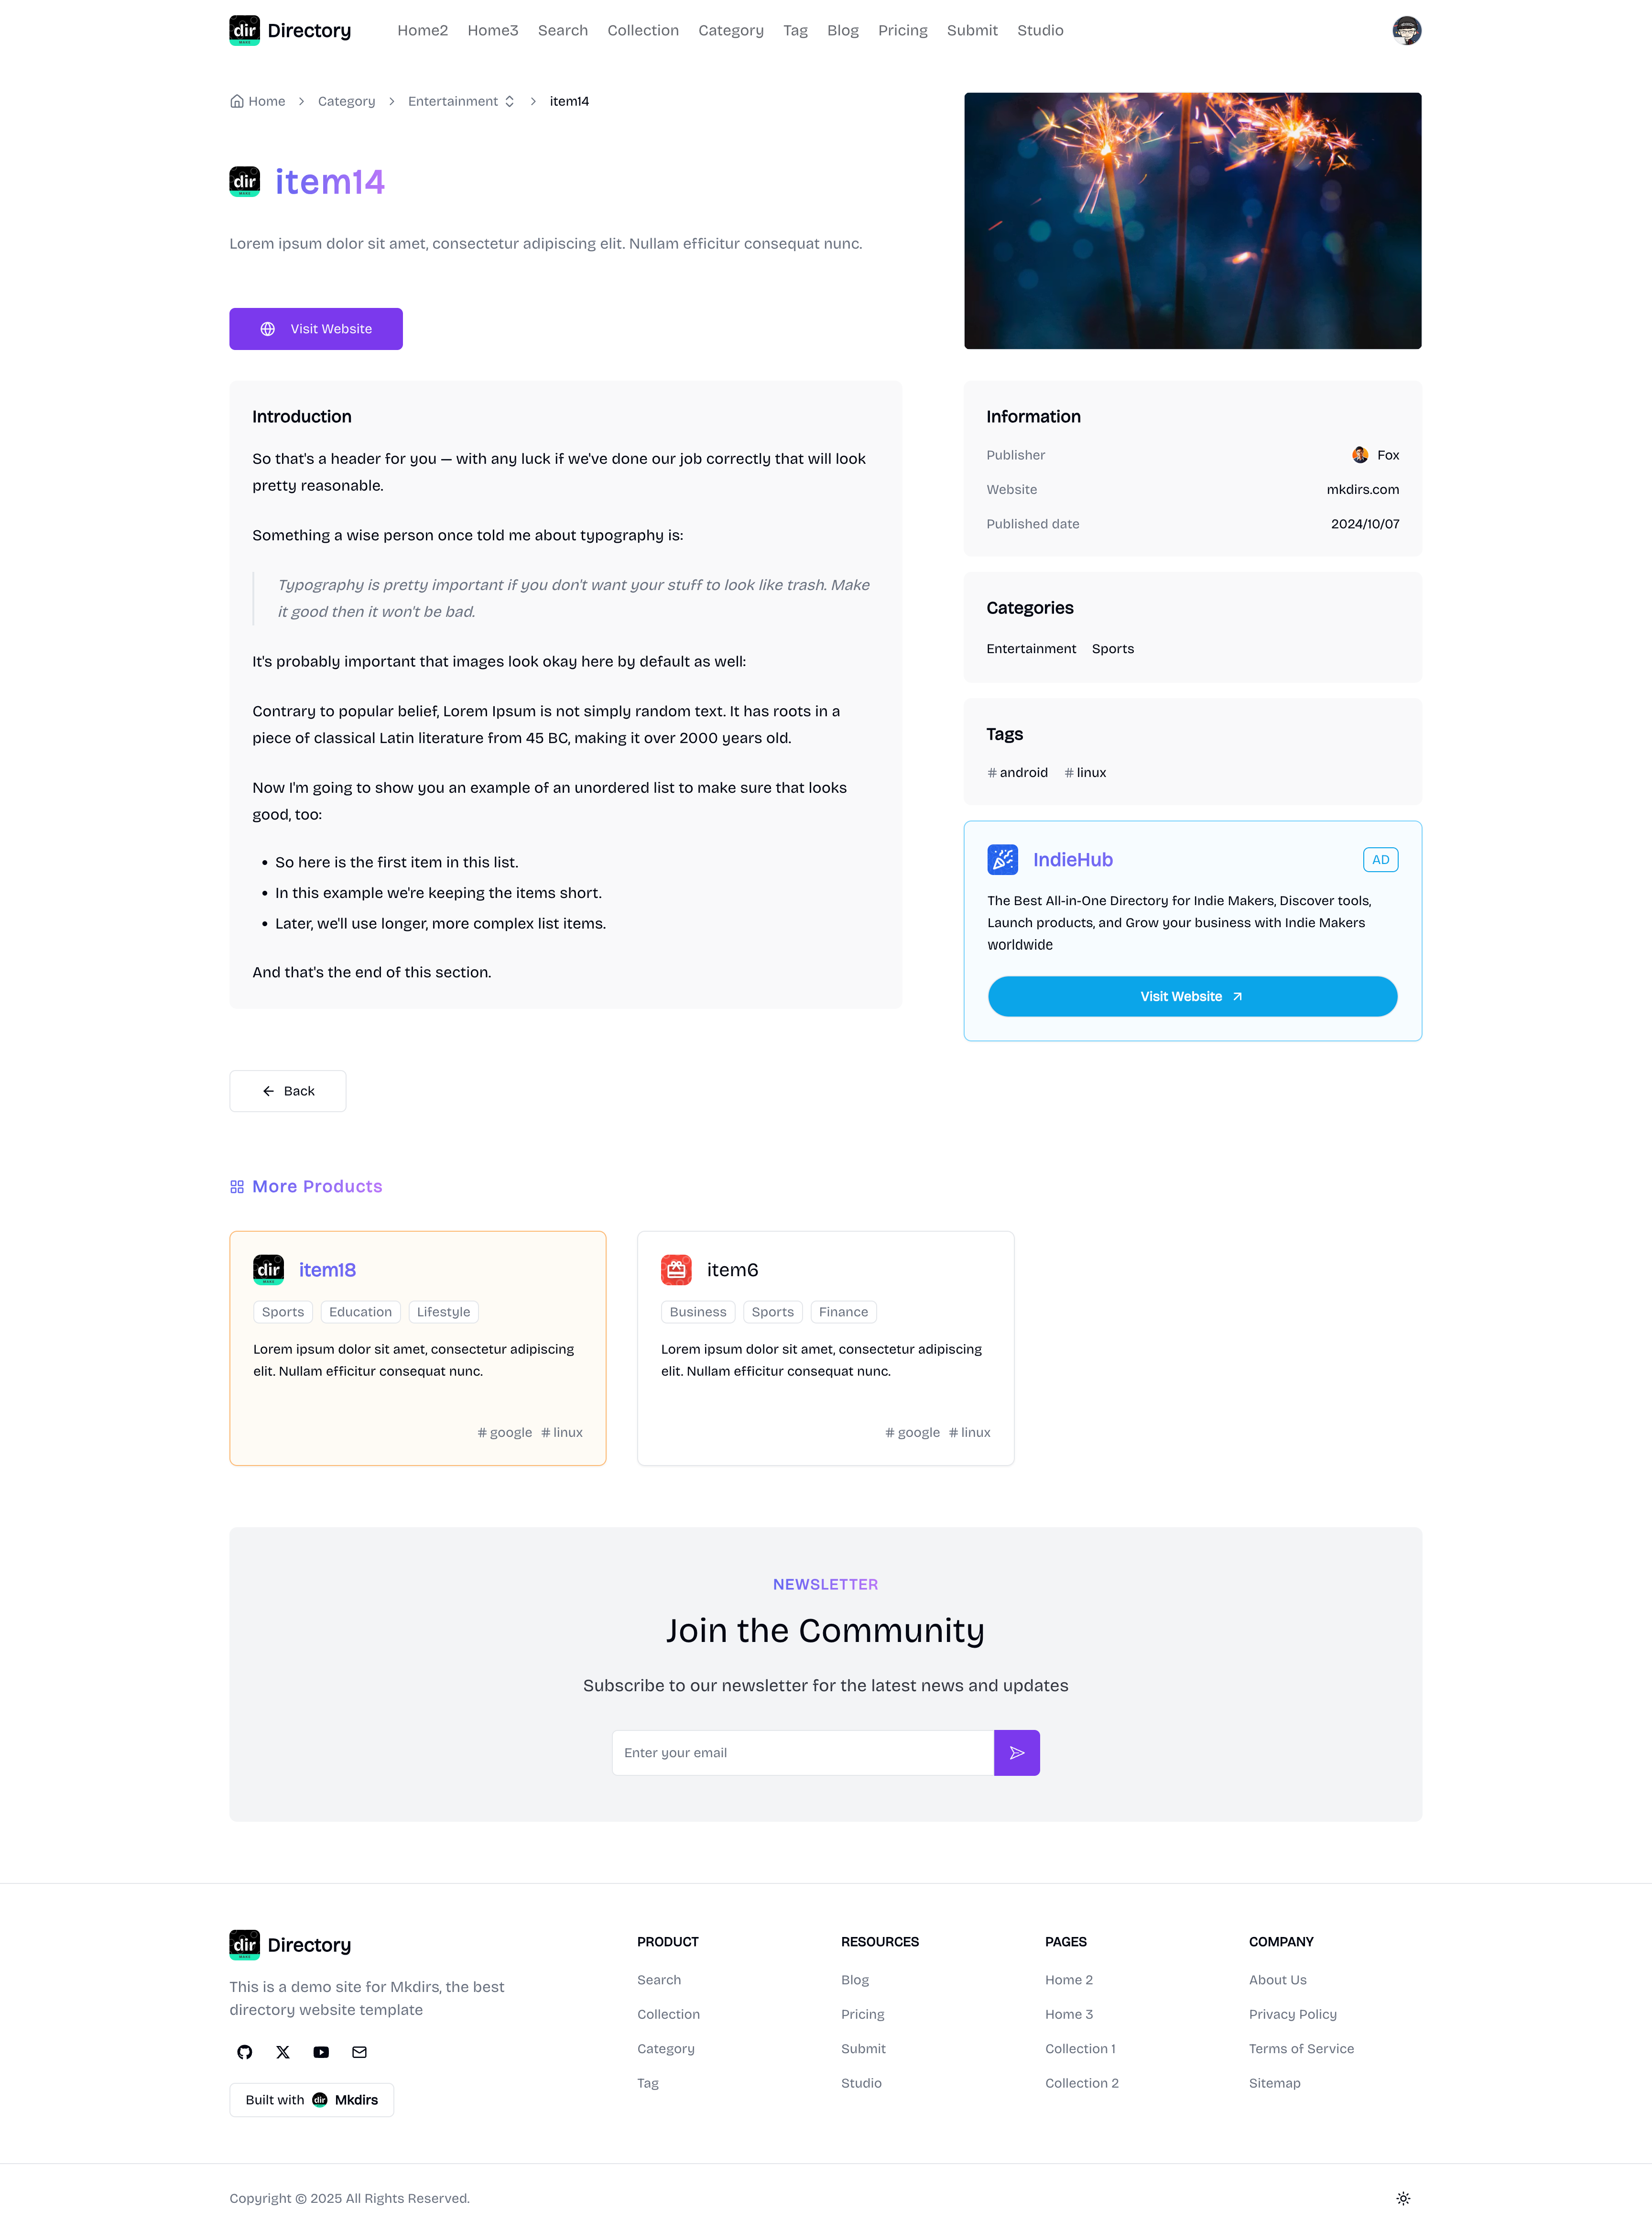 dir
Directory
Home2 Home3 Search Collection Category Tag Blog Pricing Submit Studio
Home Category Entertainment item14
dir
item14
Lorem ipsum dolor sit amet, consectetur adipiscing elit. Nullam efficitur consequat nunc.
Visit Website
Introduction
So that's a header for you — with any luck if we've done our job correctly that will look
pretty reasonable.
Something a wise person once told me about typography is:
Typography is pretty important if you don't want your stuff to look like trash. Make
it good then it won't be bad.
It's probably important that images look okay here by default as well:
Contrary to popular belief, Lorem Ipsum is not simply random text. It has roots in a
piece of classical Latin literature from 45 BC, making it over 2000 years old.
Now I'm going to show you an example of an unordered list to make sure that looks
good, too:
• So here is the first item in this list.
• In this example we're keeping the items short.
• Later, we'll use longer, more complex list items.
And that's the end of this section.
Information
Publisher Fox
Website mkdirs.com
Published date 2024/10/07
Categories
Entertainment Sports
Tags
# android # linux
IndieHub AD
The Best All-in-One Directory for Indie Makers, Discover tools,
Launch products, and Grow your business with Indie Makers
worldwide
Visit Website
Back
More Products
dir
item18
Sports Education Lifestyle
Lorem ipsum dolor sit amet, consectetur adipiscing
elit. Nullam efficitur consequat nunc.
# google # linux
item6
Business Sports Finance
Lorem ipsum dolor sit amet, consectetur adipiscing
elit. Nullam efficitur consequat nunc.
# google # linux
NEWSLETTER
Join the Community
Subscribe to our newsletter for the latest news and updates
Enter your email
dir
Directory
This is a demo site for Mkdirs, the best
directory website template
Built with dir Mkdirs
PRODUCT
Search
Collection
Category
Tag
RESOURCES
Blog
Pricing
Submit
Studio
PAGES
Home 2
Home 3
Collection 1
Collection 2
COMPANY
About Us
Privacy Policy
Terms of Service
Sitemap
Copyright © 2025 All Rights Reserved.